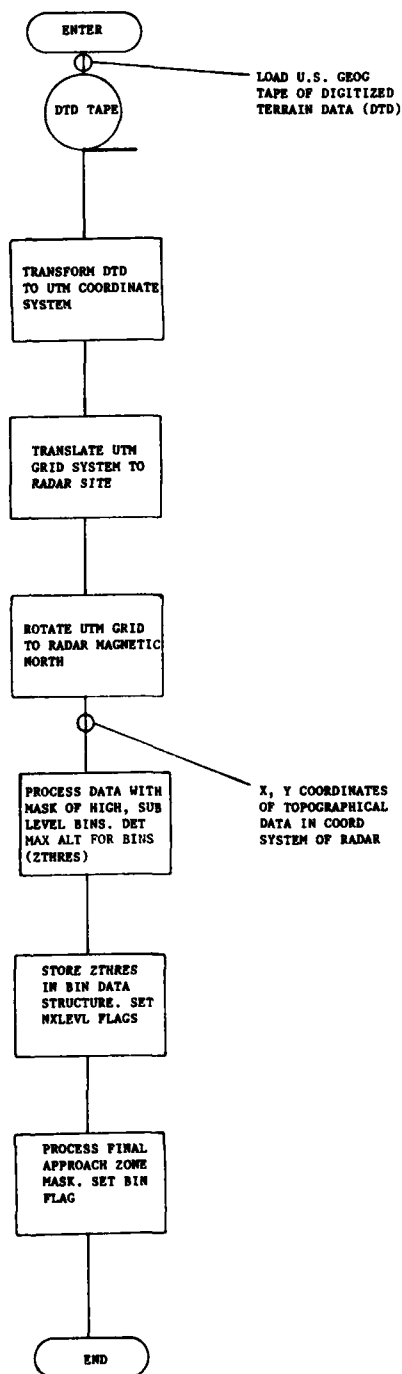 ENTER
LOAD U.S. GEOG
TAPE OF DIGITIZED
TERRAIN DATA (DTD)
DTD TAPE
TRANSFORM DTD
TO UTM COORDINATE
SYSTEM
TRANSLATE UTM
GRID SYSTEM TO
RADAR SITE
ROTATE UTM GRID
TO RADAR MAGNETIC
NORTH
X, Y COORDINATES
OF TOPOGRAPHICAL
DATA IN COORD
SYSTEM OF RADAR
PROCESS DATA WITH
MASK OF HIGH, SUB
LEVEL BINS. DET
MAX ALT FOR BINS
(ZTHRES)
STORE ZTHRES
IN BIN DATA
STRUCTURE. SET
NXLEVL FLAGS
PROCESS FINAL
APPROACH ZONE
MASK. SET BIN
FLAG
END